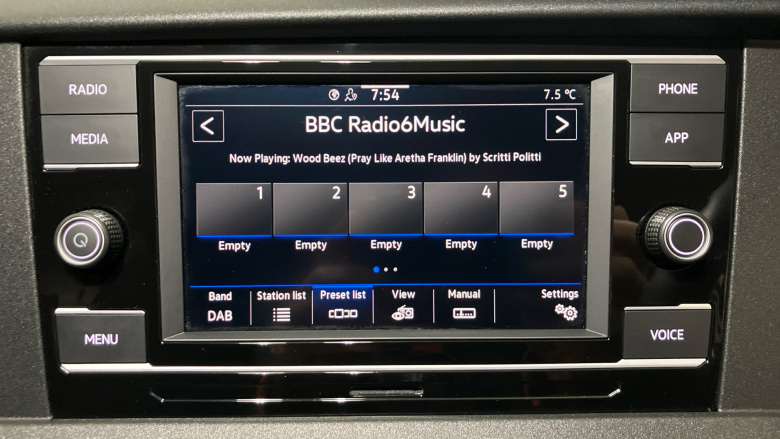 RADIO
MEDIA
MENU
7:54
7.5 °C
<
BBC Radio6Music
>
Now Playing: Wood Beez (Pray Like Aretha Franklin) by Scritti Politti
1 2 3 4 5
Empty Empty Empty Empty Empty
Band Station list Preset list View Manual Settings
DAB
PHONE
APP
VOICE